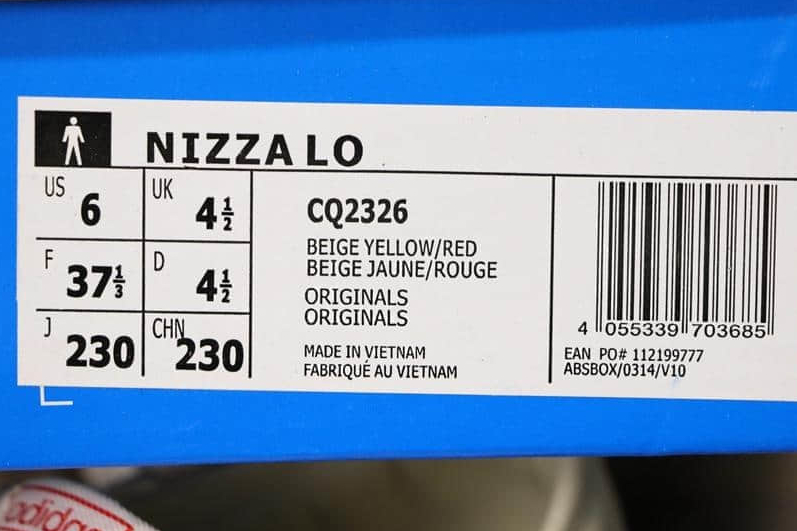 NIZZA LO
US 6
UK 4½
F 37⅓
D 4½
J 230
CHN 230
CQ2326
BEIGE YELLOW/RED
BEIGE JAUNE/ROUGE
ORIGINALS
ORIGINALS
MADE IN VIETNAM
FABRIQUÉ AU VIETNAM
4 055339 703685
EAN PO# 112199777
ABSBOX/0314/V10
adidas